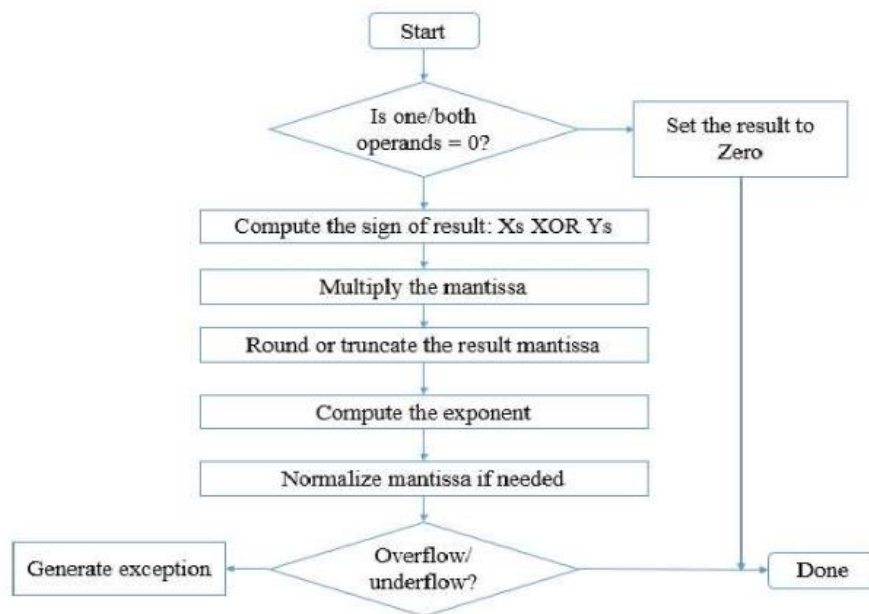 Start
Is one/both
operands = 0?
Set the result to
Zero
Compute the sign of result: Xs XOR Ys
Multiply the mantissa
Round or truncate the result mantissa
Compute the exponent
Normalize mantissa if needed
Overflow/
underflow?
Generate exception
Done